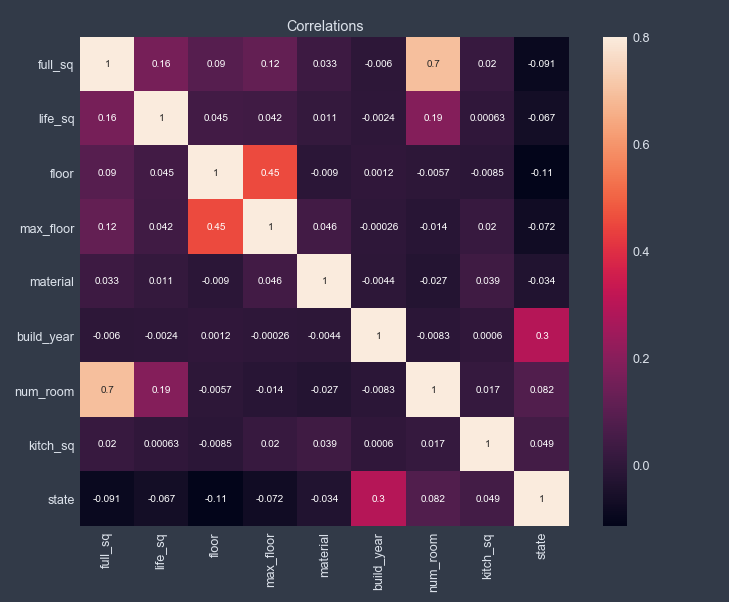 Correlations
full_sq 1 0.16 0.09 0.12 0.033 -0.006 0.7 0.02 -0.091
life_sq 0.16 1 0.045 0.042 0.011 -0.0024 0.19 0.00063 -0.067
floor 0.09 0.045 1 0.45 -0.009 0.0012 -0.0057 -0.0085 -0.11
max_floor 0.12 0.042 0.45 1 0.046 -0.00026 -0.014 0.02 -0.072
material 0.033 0.011 -0.009 0.046 1 -0.0044 -0.027 0.039 -0.034
build_year -0.006 -0.0024 0.0012 -0.00026 -0.0044 1 -0.0083 0.0006 0.3
num_room 0.7 0.19 -0.0057 -0.014 -0.027 -0.0083 1 0.017 0.082
kitch_sq 0.02 0.00063 -0.0085 0.02 0.039 0.0006 0.017 1 0.049
state -0.091 -0.067 -0.11 -0.072 -0.034 0.3 0.082 0.049 1
full_sq life_sq floor max_floor material build_year num_room kitch_sq state
0.8
0.6
0.4
0.2
0.0